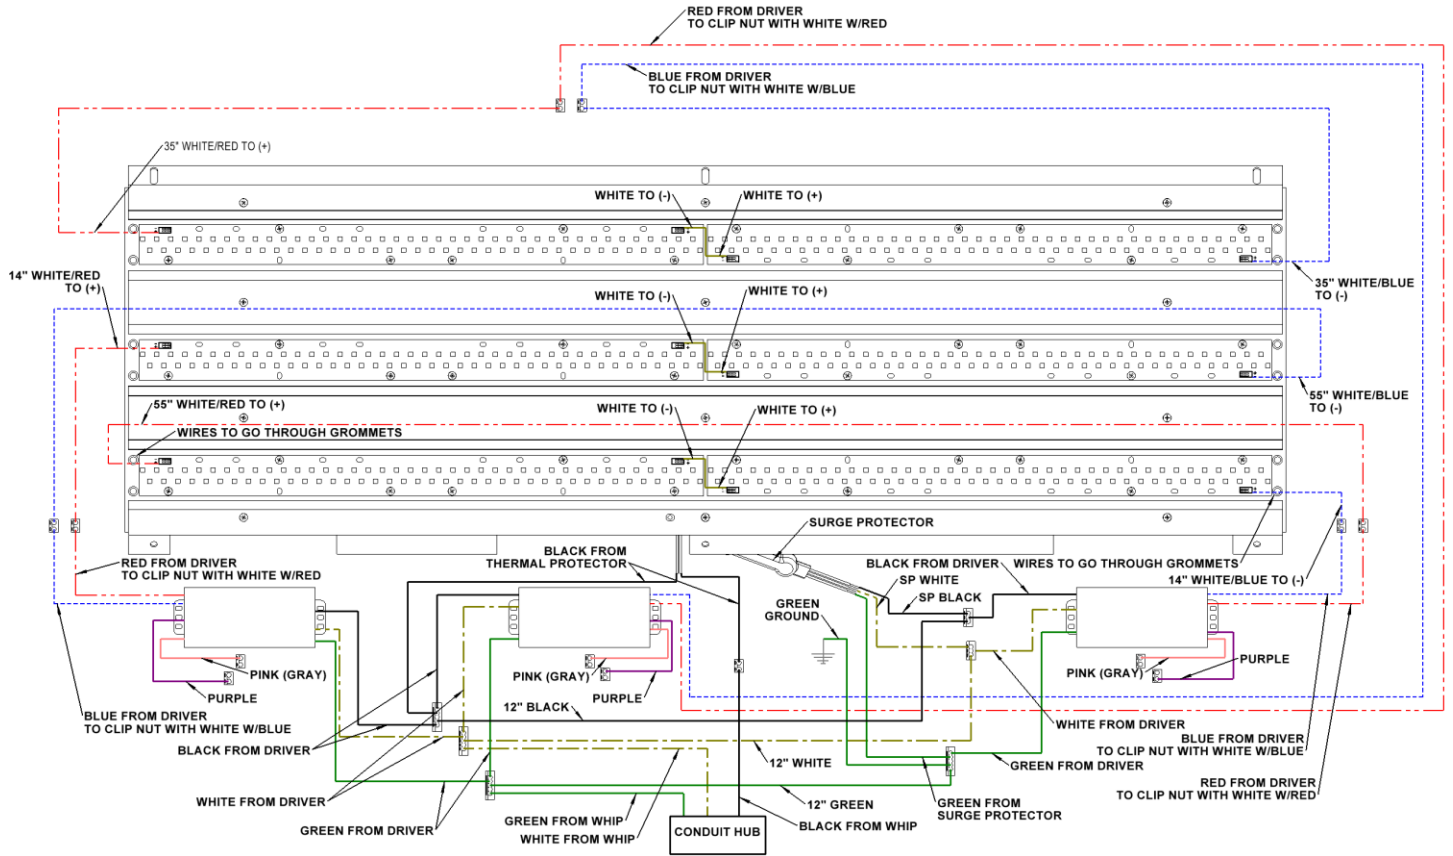 RED FROM DRIVER
TO CLIP NUT WITH WHITE W/RED
BLUE FROM DRIVER
TO CLIP NUT WITH WHITE W/BLUE
35" WHITE/RED TO (+)
WHITE TO (-)
WHITE TO (+)
14" WHITE/RED
TO (+)
35" WHITE/BLUE
TO (-)
WHITE TO (-)
WHITE TO (+)
55" WHITE/RED TO (+)
WHITE TO (-)
WHITE TO (+)
55" WHITE/BLUE
TO (-)
WIRES TO GO THROUGH GROMMETS
SURGE PROTECTOR
RED FROM DRIVER
TO CLIP NUT WITH WHITE W/RED
BLACK FROM
THERMAL PROTECTOR
BLACK FROM DRIVER
WIRES TO GO THROUGH GROMMETS
SP WHITE
14" WHITE/BLUE TO (-)
SP BLACK
GREEN
GROUND
PINK (GRAY)
PURPLE
PINK (GRAY)
PURPLE
PINK (GRAY)
PURPLE
BLUE FROM DRIVER
TO CLIP NUT WITH WHITE W/BLUE
12" BLACK
WHITE FROM DRIVER
BLACK FROM DRIVER
BLUE FROM DRIVER
TO CLIP NUT WITH WHITE W/BLUE
12" WHITE
GREEN FROM DRIVER
WHITE FROM DRIVER
RED FROM DRIVER
TO CLIP NUT WITH WHITE W/RED
12" GREEN
GREEN FROM
SURGE PROTECTOR
GREEN FROM DRIVER
GREEN FROM WHIP
WHITE FROM WHIP
CONDUIT HUB
BLACK FROM WHIP